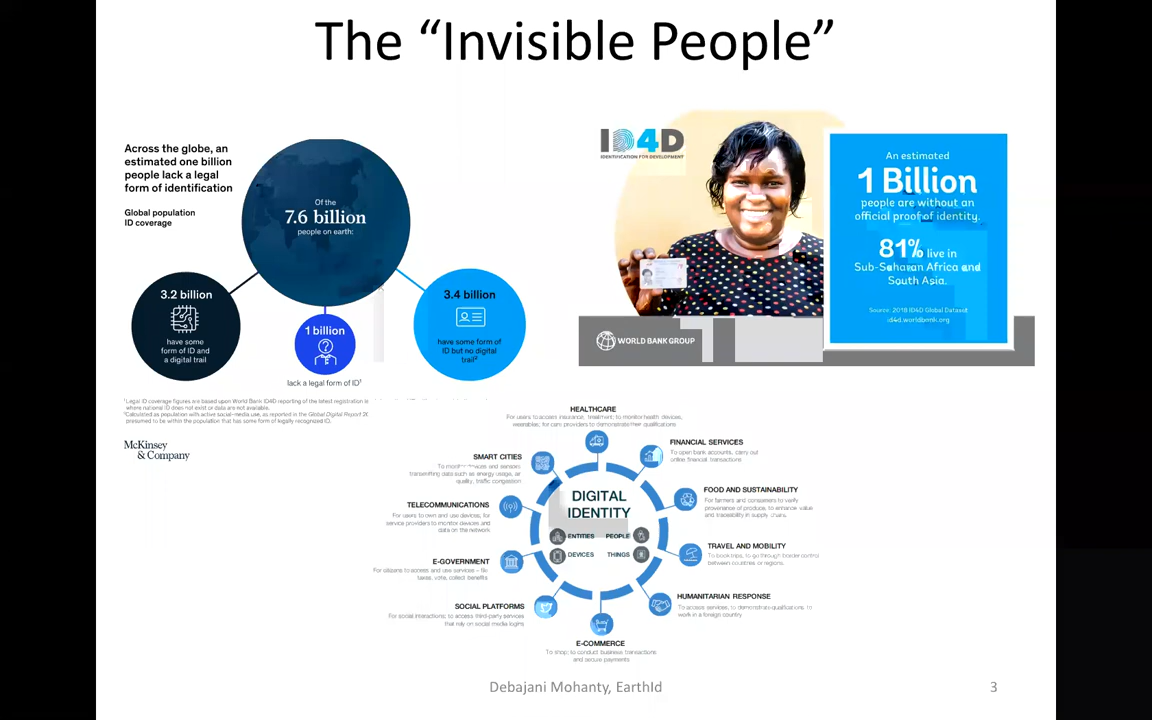 The “Invisible People”
Across the globe, an
estimated one billion
people lack a legal
form of identification
Global population
ID coverage
Of the
7.6 billion
people on earth:
3.2 billion
have some
form of ID and
a digital trail
1 billion
lack a legal form of ID¹
3.4 billion
have some form of
ID but no digital
trail²
¹Legal ID coverage figures are based upon World Bank ID4D reporting of the latest registration
where national ID does not exist or data are not available.
²Calculated as population with active social-media use, as reported in the Global Digital Report 20
presumed to be within the population that has some form of legally recognized ID.
McKinsey
& Company
ID4D
IDENTIFICATION FOR DEVELOPMENT
WORLD BANK GROUP
An estimated
1 Billion
people are without an
official proof of identity.
81% live in
Sub-Saharan Africa and
South Asia.
Source: 2018 ID4D Global Dataset
id4d.worldbank.org
DIGITAL
IDENTITY
ENTITIES PEOPLE
DEVICES THINGS
HEALTHCARE
For users to access insurance, treatment; to monitor health devices,
wearables; for care providers to demonstrate their qualifications
FINANCIAL SERVICES
To open bank accounts, carry out
online financial transactions
FOOD AND SUSTAINABILITY
For farmers and consumers to verify
provenance of produce, to enhance value
and traceability in supply chains.
TRAVEL AND MOBILITY
To book trips, to go through border control
between countries or regions.
HUMANITARIAN RESPONSE
To access services, to demonstrate qualifications to
work in a foreign country
E-COMMERCE
To shop; to conduct business transactions
and secure payments
SOCIAL PLATFORMS
For social interactions; to access third-party services
that rely on social media logins
E-GOVERNMENT
For citizens to access and use services – file
taxes, vote, collect benefits
TELECOMMUNICATIONS
For users to own and use devices; for
service providers to monitor devices and
data on the network
SMART CITIES
To monitor devices and sensors
transmitting data such as energy usage, air
quality, traffic congestion
Debajani Mohanty, EarthId
3